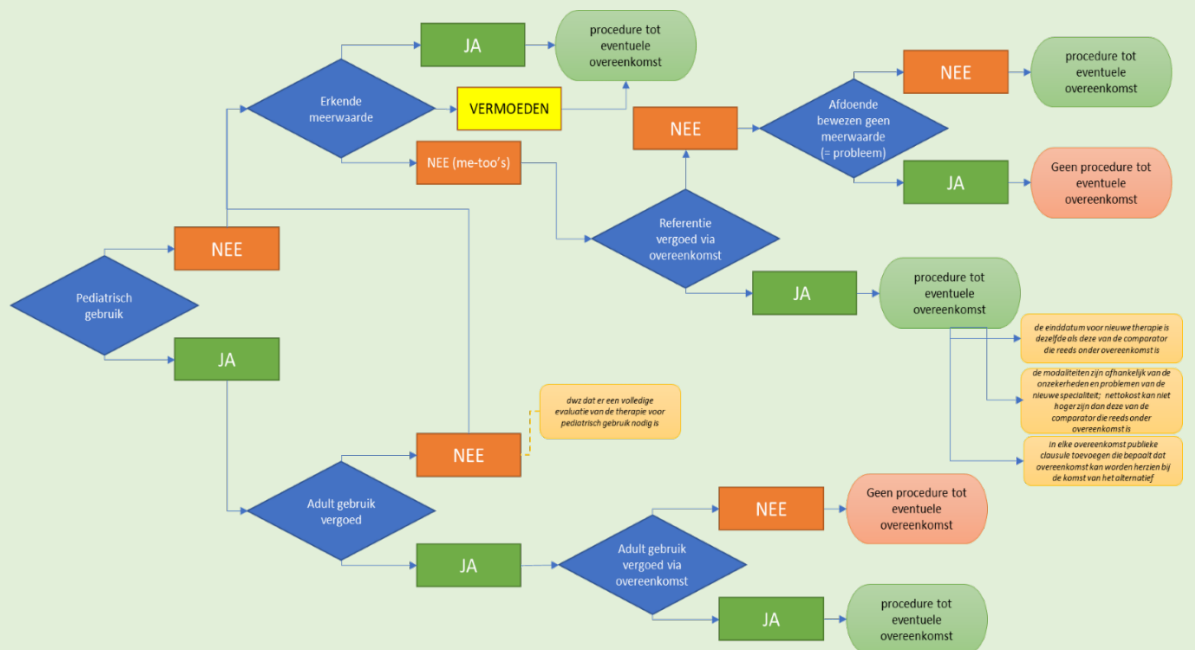 JA
procedure tot
eventuele
overeenkomst
Erkende
meerwaarde
VERMOEDEN
NEE (me-too's)
NEE
Afdoende
bewezen geen
meerwaarde
(= probleem)
NEE
procedure tot
eventuele
overeenkomst
JA
Geen procedure tot
eventuele
overeenkomst
Referentie
vergoed via
overeenkomst
JA
procedure tot
eventuele
overeenkomst
de einddatum voor nieuwe therapie is
dezelfde als deze van de comparator
die reeds onder overeenkomst is
de modaliteiten zijn afhankelijk van de
onzekerheden en problemen van de
nieuwe specialiteit; nettokost kan niet
hoger zijn dan deze van de
comparator die reeds onder
overeenkomst is
in elke overeenkomst publieke
clausule toevoegen die bepaalt dat
overeenkomst kan worden herzien bij
de komst van het alternatief
NEE
Pediatrisch
gebruik
JA
dwz dat er een volledige
evaluatie van de therapie voor
pediatrisch gebruik nodig is
NEE
Adult gebruik
vergoed
JA
Adult gebruik
vergoed via
overeenkomst
NEE
Geen procedure tot
eventuele
overeenkomst
JA
procedure tot
eventuele
overeenkomst